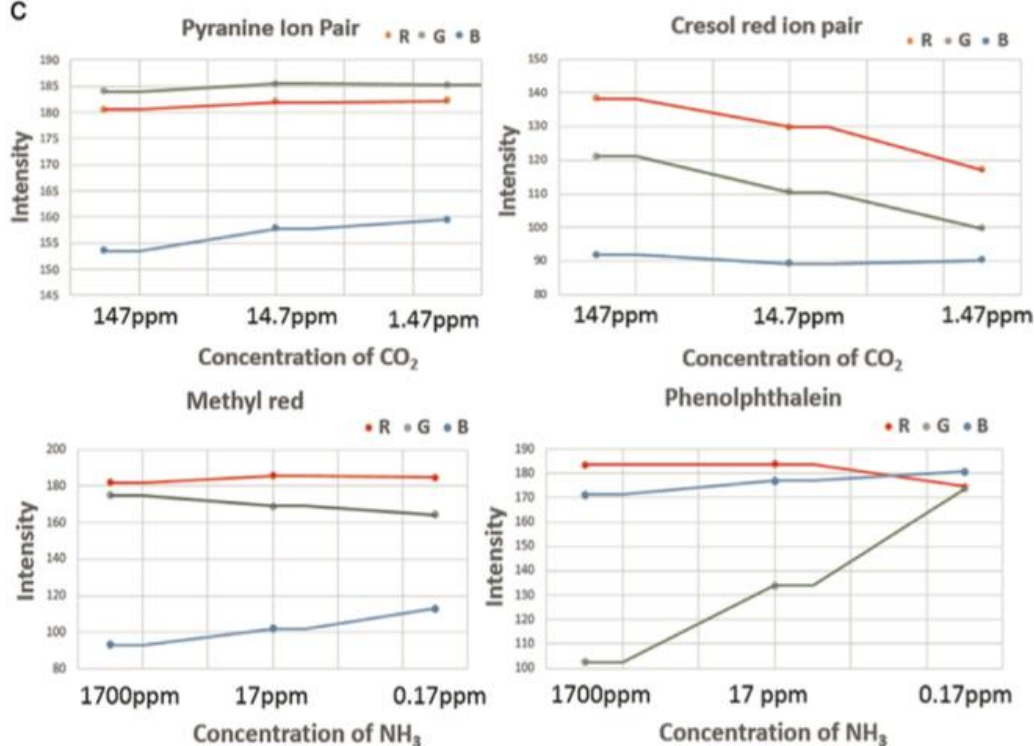 C
Pyranine Ion Pair
R G B
Intensity
190
185
180
175
170
165
160
155
150
145
147ppm 14.7ppm 1.47ppm
Concentration of CO₂
Cresol red ion pair
R G B
Intensity
150
140
130
120
110
100
90
80
147ppm 14.7ppm 1.47ppm
Concentration of CO₂
Methyl red
R G B
Intensity
200
180
160
140
120
100
80
1700ppm 17ppm 0.17ppm
Concentration of NH₃
Phenolphthalein
R G B
Intensity
190
180
170
160
150
140
130
120
110
100
1700ppm 17 ppm 0.17ppm
Concentration of NH₃